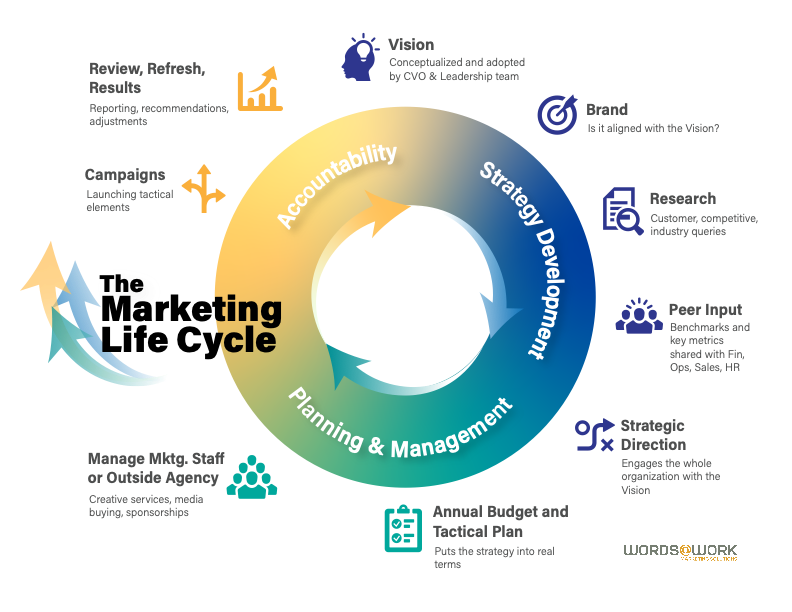 Vision
Conceptualized and adopted
by CVO & Leadership team
Brand
Is it aligned with the Vision?
Research
Customer, competitive,
industry queries
Peer Input
Benchmarks and
key metrics
shared with Fin,
Ops, Sales, HR
Strategic
Direction
Engages the whole
organization with the
Vision
Annual Budget and
Tactical Plan
Puts the strategy into real
terms
Manage Mktg. Staff
or Outside Agency
Creative services, media
buying, sponsorships
Campaigns
Launching tactical
elements
Review, Refresh,
Results
Reporting, recommendations,
adjustments
The
Marketing
Life Cycle
Accountability
Strategy Development
Planning & Management
WORDS@WORK
MARKETING SOLUTIONS